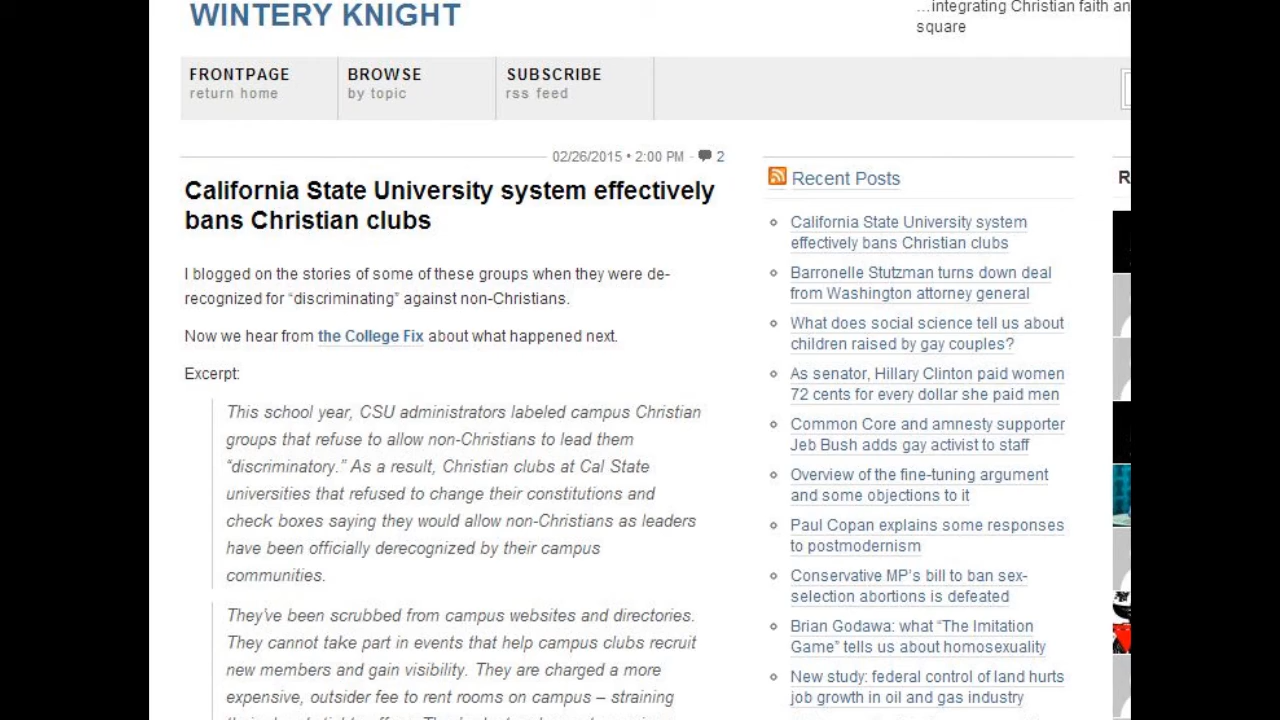 WINTERY KNIGHT
…integrating Christian faith an
square
FRONTPAGE
return home
BROWSE
by topic
SUBSCRIBE
rss feed
02/26/2015 • 2:00 PM - 2
California State University system effectively
bans Christian clubs
I blogged on the stories of some of these groups when they were de-
recognized for “discriminating” against non-Christians.
Now we hear from the College Fix about what happened next.
Excerpt:
This school year, CSU administrators labeled campus Christian
groups that refuse to allow non-Christians to lead them
“discriminatory.” As a result, Christian clubs at Cal State
universities that refused to change their constitutions and
check boxes saying they would allow non-Christians as leaders
have been officially derecognized by their campus
communities.
They've been scrubbed from campus websites and directories.
They cannot take part in events that help campus clubs recruit
new members and gain visibility. They are charged a more
expensive, outsider fee to rent rooms on campus – straining
Recent Posts
California State University system
effectively bans Christian clubs
Barronelle Stutzman turns down deal
from Washington attorney general
What does social science tell us about
children raised by gay couples?
As senator, Hillary Clinton paid women
72 cents for every dollar she paid men
Common Core and amnesty supporter
Jeb Bush adds gay activist to staff
Overview of the fine-tuning argument
and some objections to it
Paul Copan explains some responses
to postmodernism
Conservative MP's bill to ban sex-
selection abortions is defeated
Brian Godawa: what “The Imitation
Game” tells us about homosexuality
New study: federal control of land hurts
job growth in oil and gas industry
R